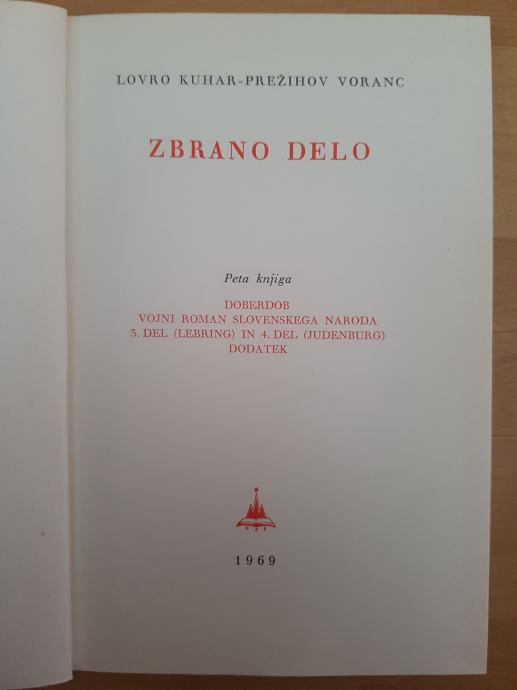 LOVRO KUHAR-PREŽIHOV VORANC
ZBRANO DELO
Peta knjiga
DOBERDOB
VOJNI ROMAN SLOVENSKEGA NARODA
3. DEL (LEBRING) IN 4. DEL (JUDENBURG)
DODATEK
1969